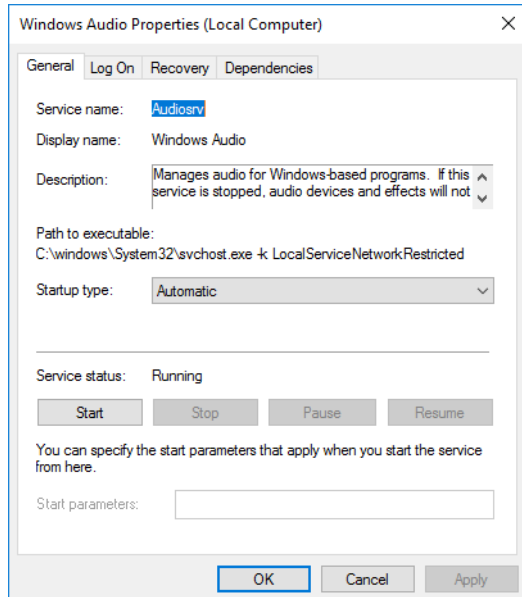 Windows Audio Properties (Local Computer)
General Log On Recovery Dependencies
Service name: Audiosrv
Display name: Windows Audio
Description: Manages audio for Windows-based programs. If this
service is stopped, audio devices and effects will not
Path to executable:
C:\windows\System32\svchost.exe -k LocalServiceNetworkRestricted
Startup type: Automatic
Service status: Running
Start Stop Pause Resume
You can specify the start parameters that apply when you start the service
from here.
Start parameters:
OK Cancel Apply